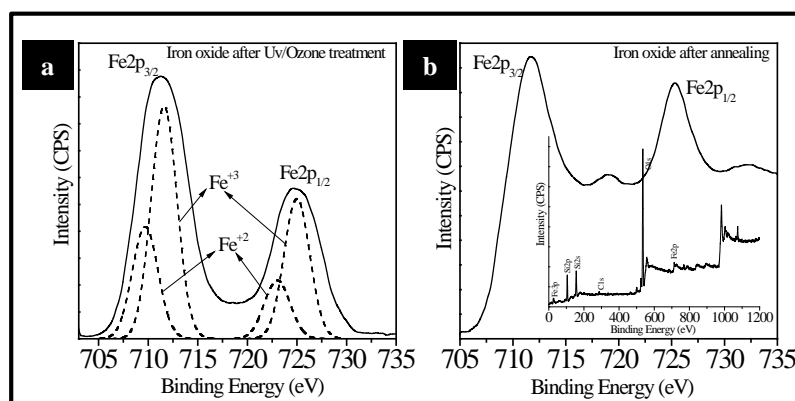 a
Iron oxide after Uv/Ozone treatment
Fe2p3/2
Fe+3
Fe2p1/2
Fe+2
Intensity (CPS)
705 710 715 720 725 730 735
Binding Energy (eV)
b
Iron oxide after annealing
Fe2p3/2
Fe2p1/2
Intensity (CPS)
Intensity (CPS)
Fe3p
Si2p
Si2s
C1s
O1s
Fe2p
0 200 400 600 800 1000 1200
Binding Energy (eV)
705 710 715 720 725 730 735
Binding Energy (eV)